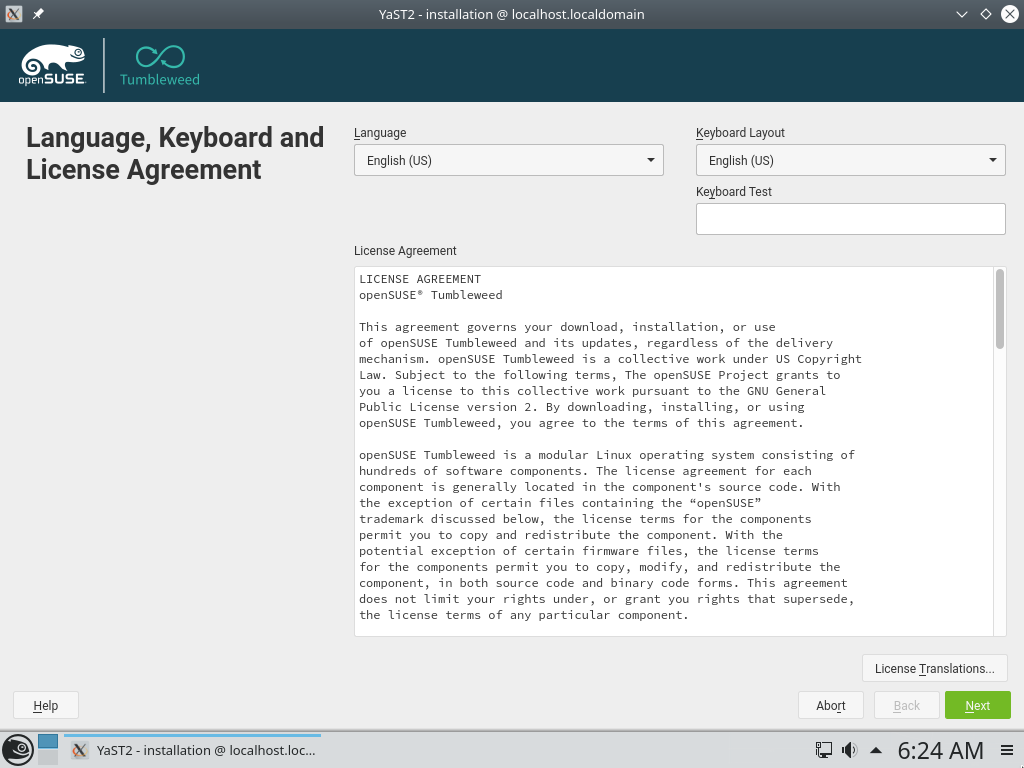 YaST2 - installation @ localhost.localdomain
openSUSE.
Tumbleweed
Language, Keyboard and
License Agreement
Language
Keyboard Layout
English (US)
English (US)
Keyboard Test
License Agreement
LICENSE AGREEMENT
openSUSE® Tumbleweed
This agreement governs your download, installation, or use
of openSUSE Tumbleweed and its updates, regardless of the delivery
mechanism. openSUSE Tumbleweed is a collective work under US Copyright
Law. Subject to the following terms, The openSUSE Project grants to
you a license to this collective work pursuant to the GNU General
Public License version 2. By downloading, installing, or using
openSUSE Tumbleweed, you agree to the terms of this agreement.
openSUSE Tumbleweed is a modular Linux operating system consisting of
hundreds of software components. The license agreement for each
component is generally located in the component's source code. With
the exception of certain files containing the “openSUSE”
trademark discussed below, the license terms for the components
permit you to copy and redistribute the component. With the
potential exception of certain firmware files, the license terms
for the components permit you to copy, modify, and redistribute the
component, in both source code and binary code forms. This agreement
does not limit your rights under, or grant you rights that supersede,
the license terms of any particular component.
License Translations...
Help
Abort
Back
Next
YaST2 - installation @ localhost.loc...
6:24 AM